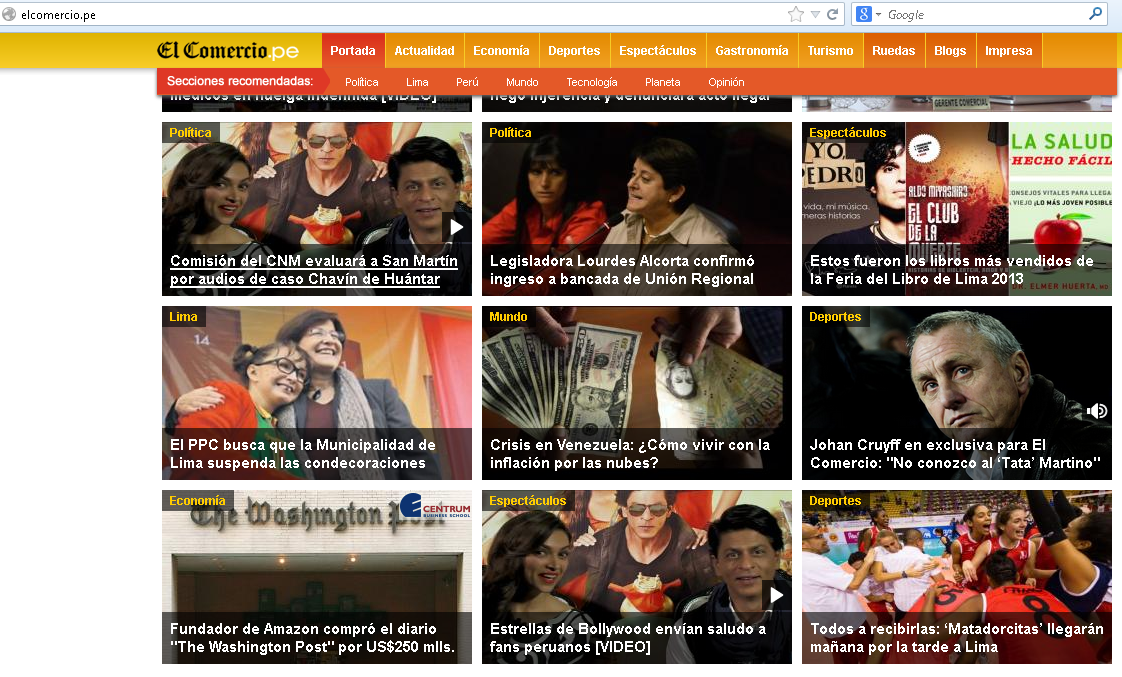 elcomercio.pe
Google
El Comercio.pe
Portada
Actualidad
Economía
Deportes
Espectáculos
Gastronomía
Turismo
Ruedas
Blogs
Impresa
Secciones recomendadas:
Política
Lima
Perú
Mundo
Tecnología
Planeta
Opinión
médicos en huelga indefinida [VIDEO]
negó injerencia y denunciará acto ilegal
GERENTE COMERCIAL
Política
Comisión del CNM evaluará a San Martín
por audios de caso Chavín de Huántar
Política
Legisladora Lourdes Alcorta confirmó
ingreso a bancada de Unión Regional
Espectáculos
YO,
PEDRO
vida, mi música.
meras historias
ALDO MIYASHIRO
EL CLUB
DE LA
MUERTE
LA SALUD
HECHO FÁCIL
CONSEJOS VITALES PARA LLEGA
VIEJO ¡LO MÁS JOVEN POSIBLE
DR. ELMER HUERTA, MD
Estos fueron los libros más vendidos de
la Feria del Libro de Lima 2013
Lima
14
El PPC busca que la Municipalidad de
Lima suspenda las condecoraciones
Mundo
Crisis en Venezuela: ¿Cómo vivir con la
inflación por las nubes?
Deportes
Johan Cruyff en exclusiva para El
Comercio: "No conozco al ‘Tata’ Martino"
Economía
The Washington
CENTRUM
BUSINESS SCHOOL
Fundador de Amazon compró el diario
"The Washington Post" por US$250 mlls.
Espectáculos
Estrellas de Bollywood envían saludo a
fans peruanos [VIDEO]
Deportes
3
8
Todos a recibirlas: ‘Matadorcitas’ llegarán
mañana por la tarde a Lima